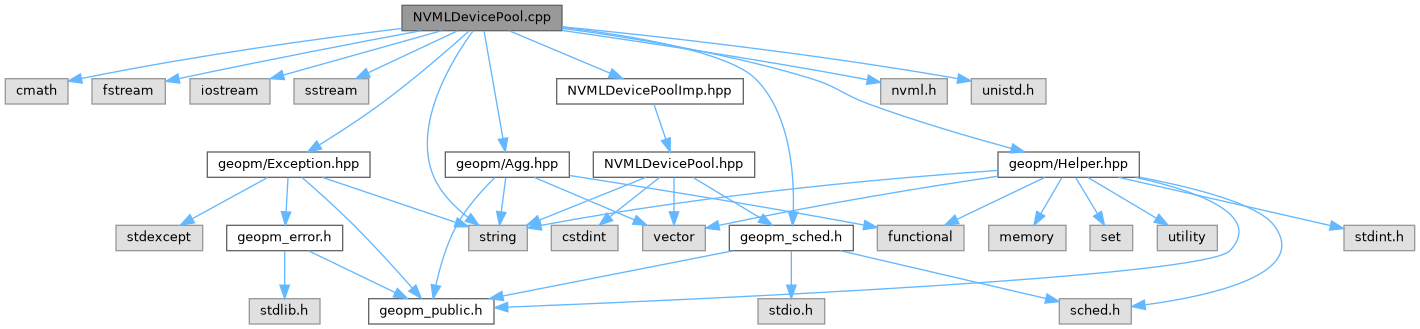 NVMLDevicePool.cpp
cmath
fstream
iostream
sstream
NVMLDevicePoolImp.hpp
nvml.h
unistd.h
geopm/Exception.hpp
geopm/Agg.hpp
NVMLDevicePool.hpp
geopm/Helper.hpp
stdexcept
geopm_error.h
string
cstdint
vector
geopm_sched.h
functional
memory
set
utility
stdint.h
stdlib.h
geopm_public.h
stdio.h
sched.h